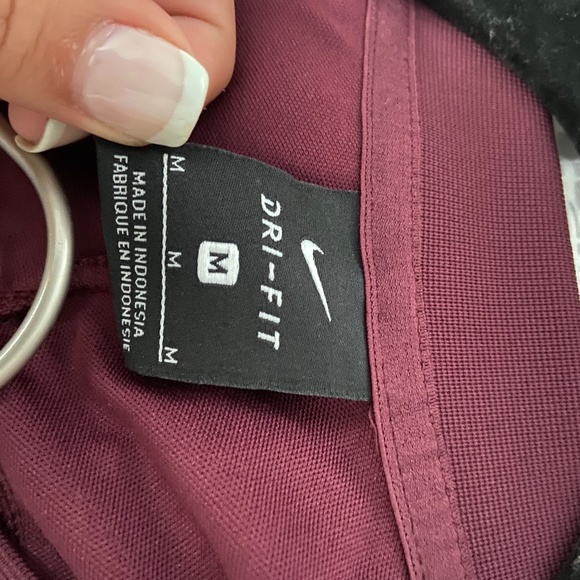 DRI-FIT
M
M M M
MADE IN INDONESIA
FABRIQUE EN INDONESIE